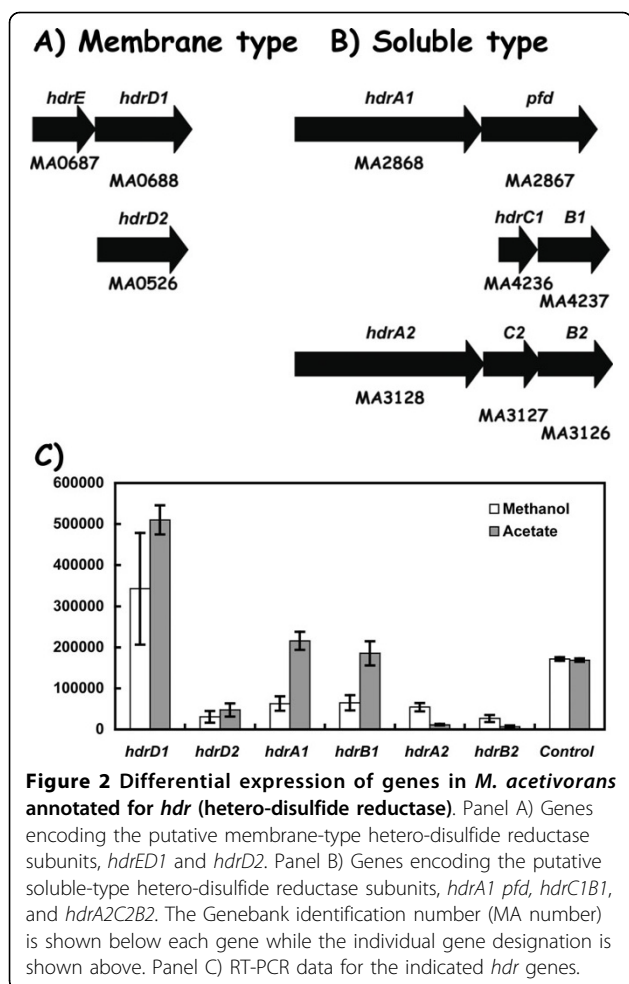 A) Membrane type B) Soluble type
hdrE hdrD1 hdrA1 pfd
MA0687 MA0688 MA2868 MA2867
hdrD2 hdrC1 B1
MA0526 MA4236 MA4237
hdrA2 C2 B2
MA3128 MA3127 MA3126
C)
600000
500000
400000
300000
200000
100000
0
Methanol
Acetate
hdrD1 hdrD2 hdrA1 hdrB1 hdrA2 hdrB2 Control
Figure 2 Differential expression of genes in M. acetivorans
annotated for hdr (hetero-disulfide reductase). Panel A) Genes
encoding the putative membrane-type hetero-disulfide reductase
subunits, hdrED1 and hdrD2. Panel B) Genes encoding the putative
soluble-type hetero-disulfide reductase subunits, hdrA1 pfd, hdrC1B1,
and hdrA2C2B2. The Genebank identification number (MA number)
is shown below each gene while the individual gene designation is
shown above. Panel C) RT-PCR data for the indicated hdr genes.